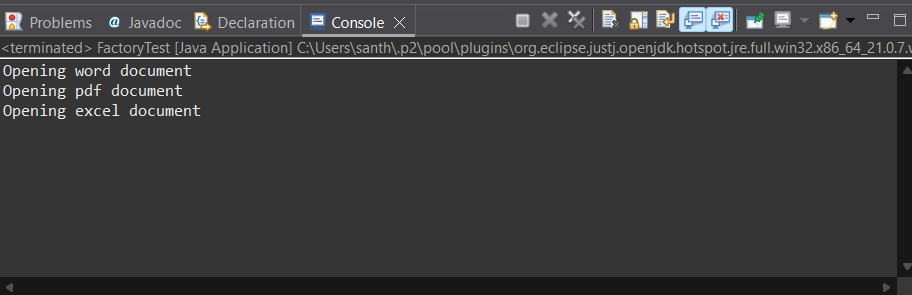 Problems @ Javadoc Declaration Console
<terminated> FactoryTest [Java Application] C:\Users\santh\.p2\pool\plugins\org.eclipse.justj.openjdk.hotspot.jre.full.win32.x86_64_21.0.7.v
Opening word document
Opening pdf document
Opening excel document